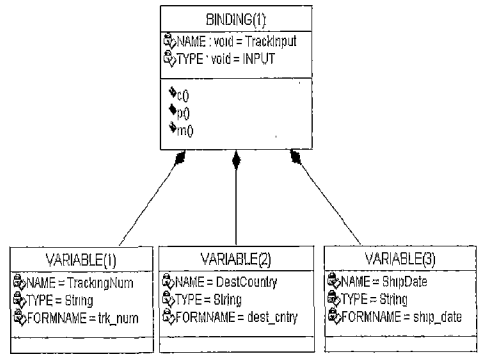 BINDING(1)
NAME : void = TrackInput
TYPE : void = INPUT
c()
p()
m()
VARIABLE(1)
NAME = TrackingNum
TYPE = String
FORMNAME = trk_num
VARIABLE(2)
NAME = DestCountry
TYPE = String
FORMNAME = dest_cntry
VARIABLE(3)
NAME = ShipDate
TYPE = String
FORMNAME = ship_date